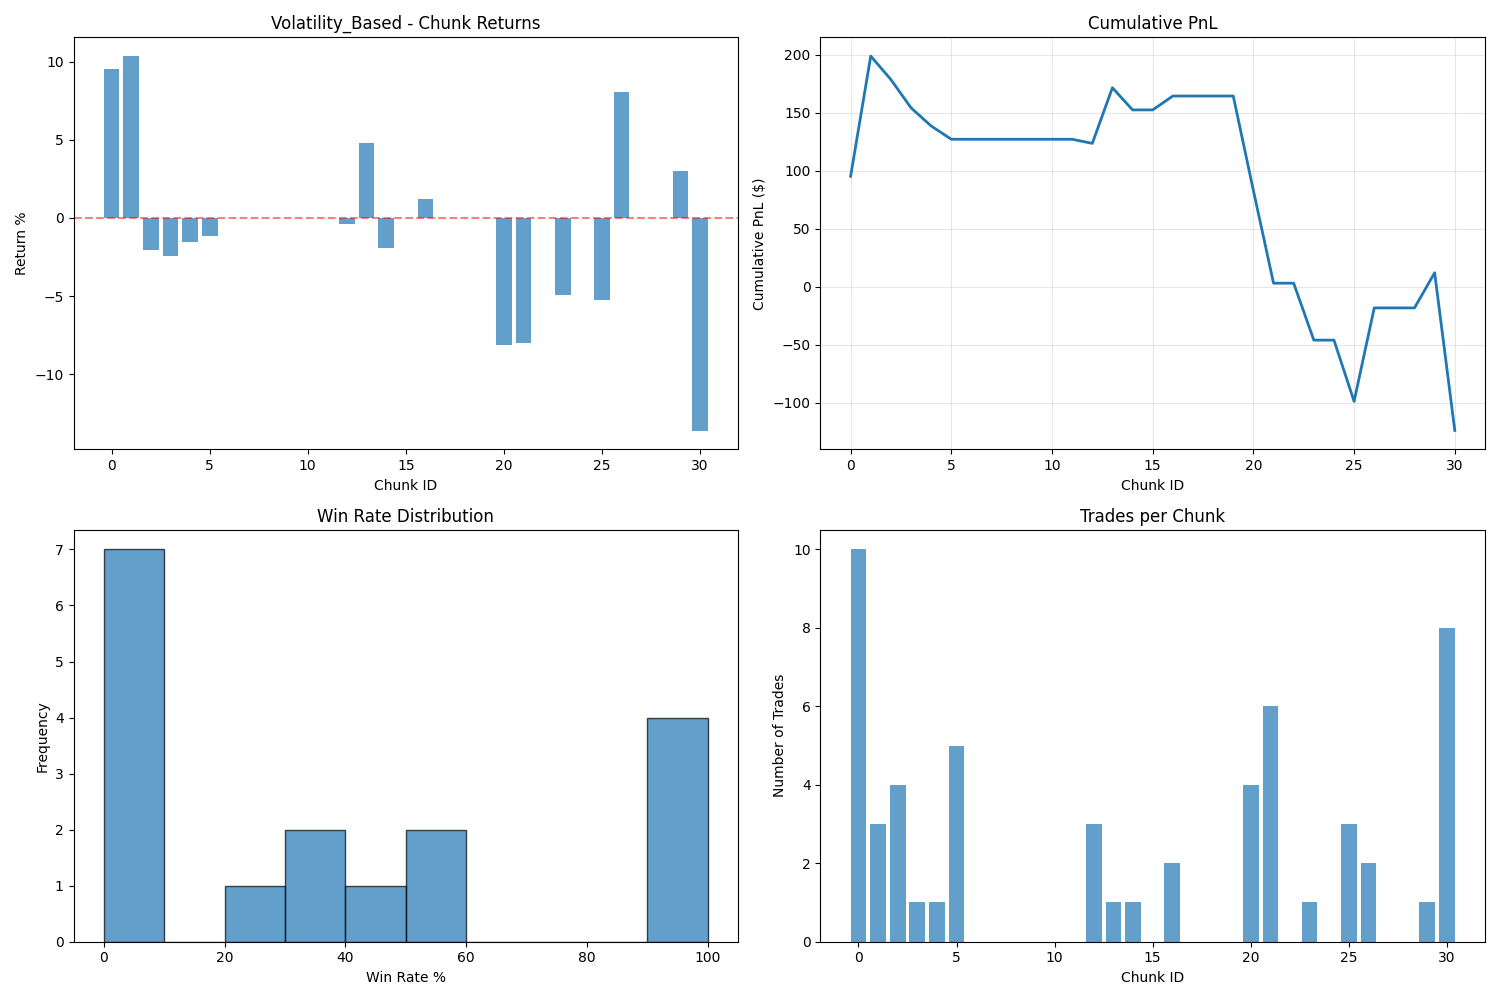 Volatility_Based - Chunk Returns
Return %
10
5
0
−5
−10
0 5 10 15 20 25 30
Chunk ID
Cumulative PnL
Cumulative PnL ($)
200
150
100
50
0
−50
−100
0 5 10 15 20 25 30
Chunk ID
Win Rate Distribution
Frequency
7
6
5
4
3
2
1
0
0 20 40 60 80 100
Win Rate %
Trades per Chunk
Number of Trades
10
8
6
4
2
0
0 5 10 15 20 25 30
Chunk ID